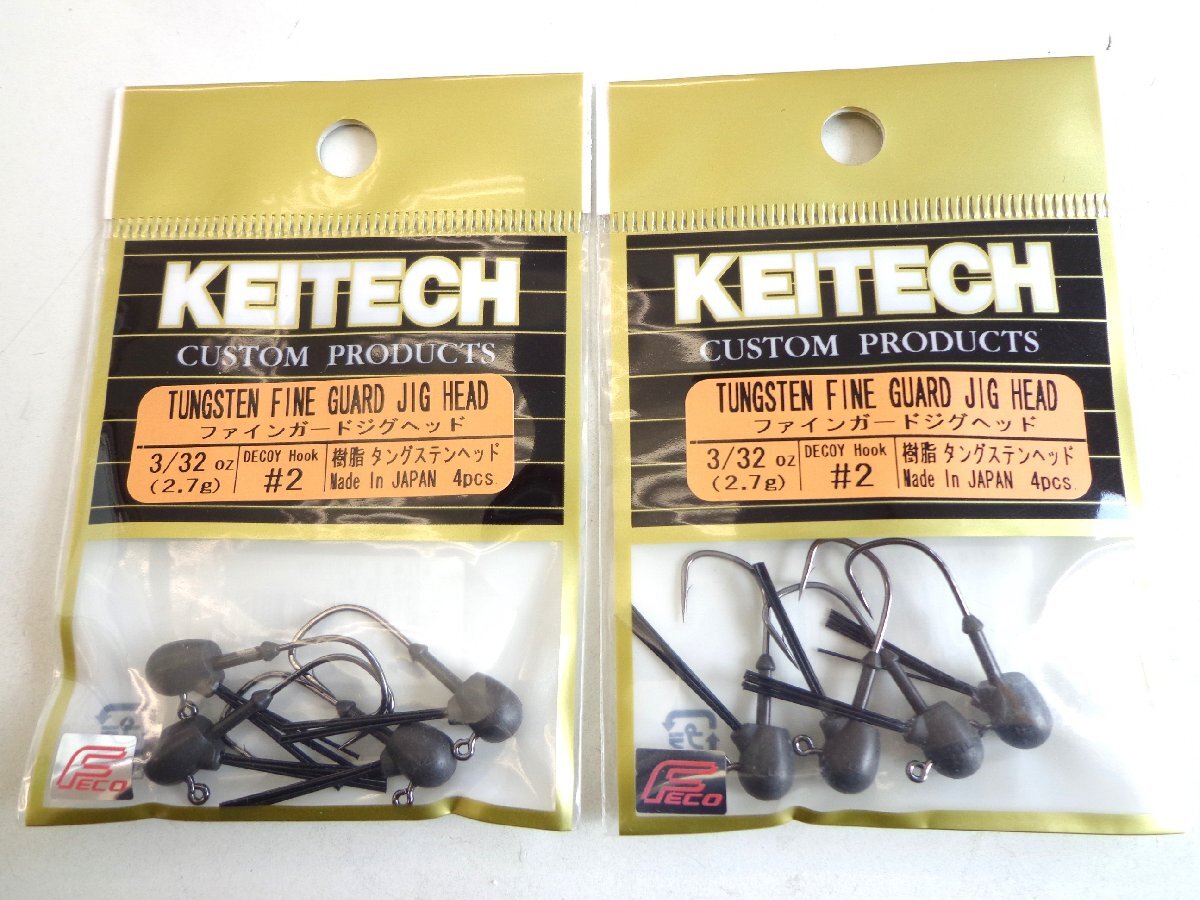 KEITECH
CUSTOM PRODUCTS
TUNGSTEN FINE GUARD JIG HEAD
ファインガードジグヘッド
3/32 oz
(2.7g)
DECOY Hook
#2
樹脂 タングステンヘッド
Made In JAPAN 4pcs.
FECO
KEITECH
CUSTOM PRODUCTS
TUNGSTEN FINE GUARD JIG HEAD
ファインガードジグヘッド
3/32 oz
(2.7g)
DECOY Hook
#2
樹脂 タングステンヘッド
Made In JAPAN 4pcs.
プラ
FECO